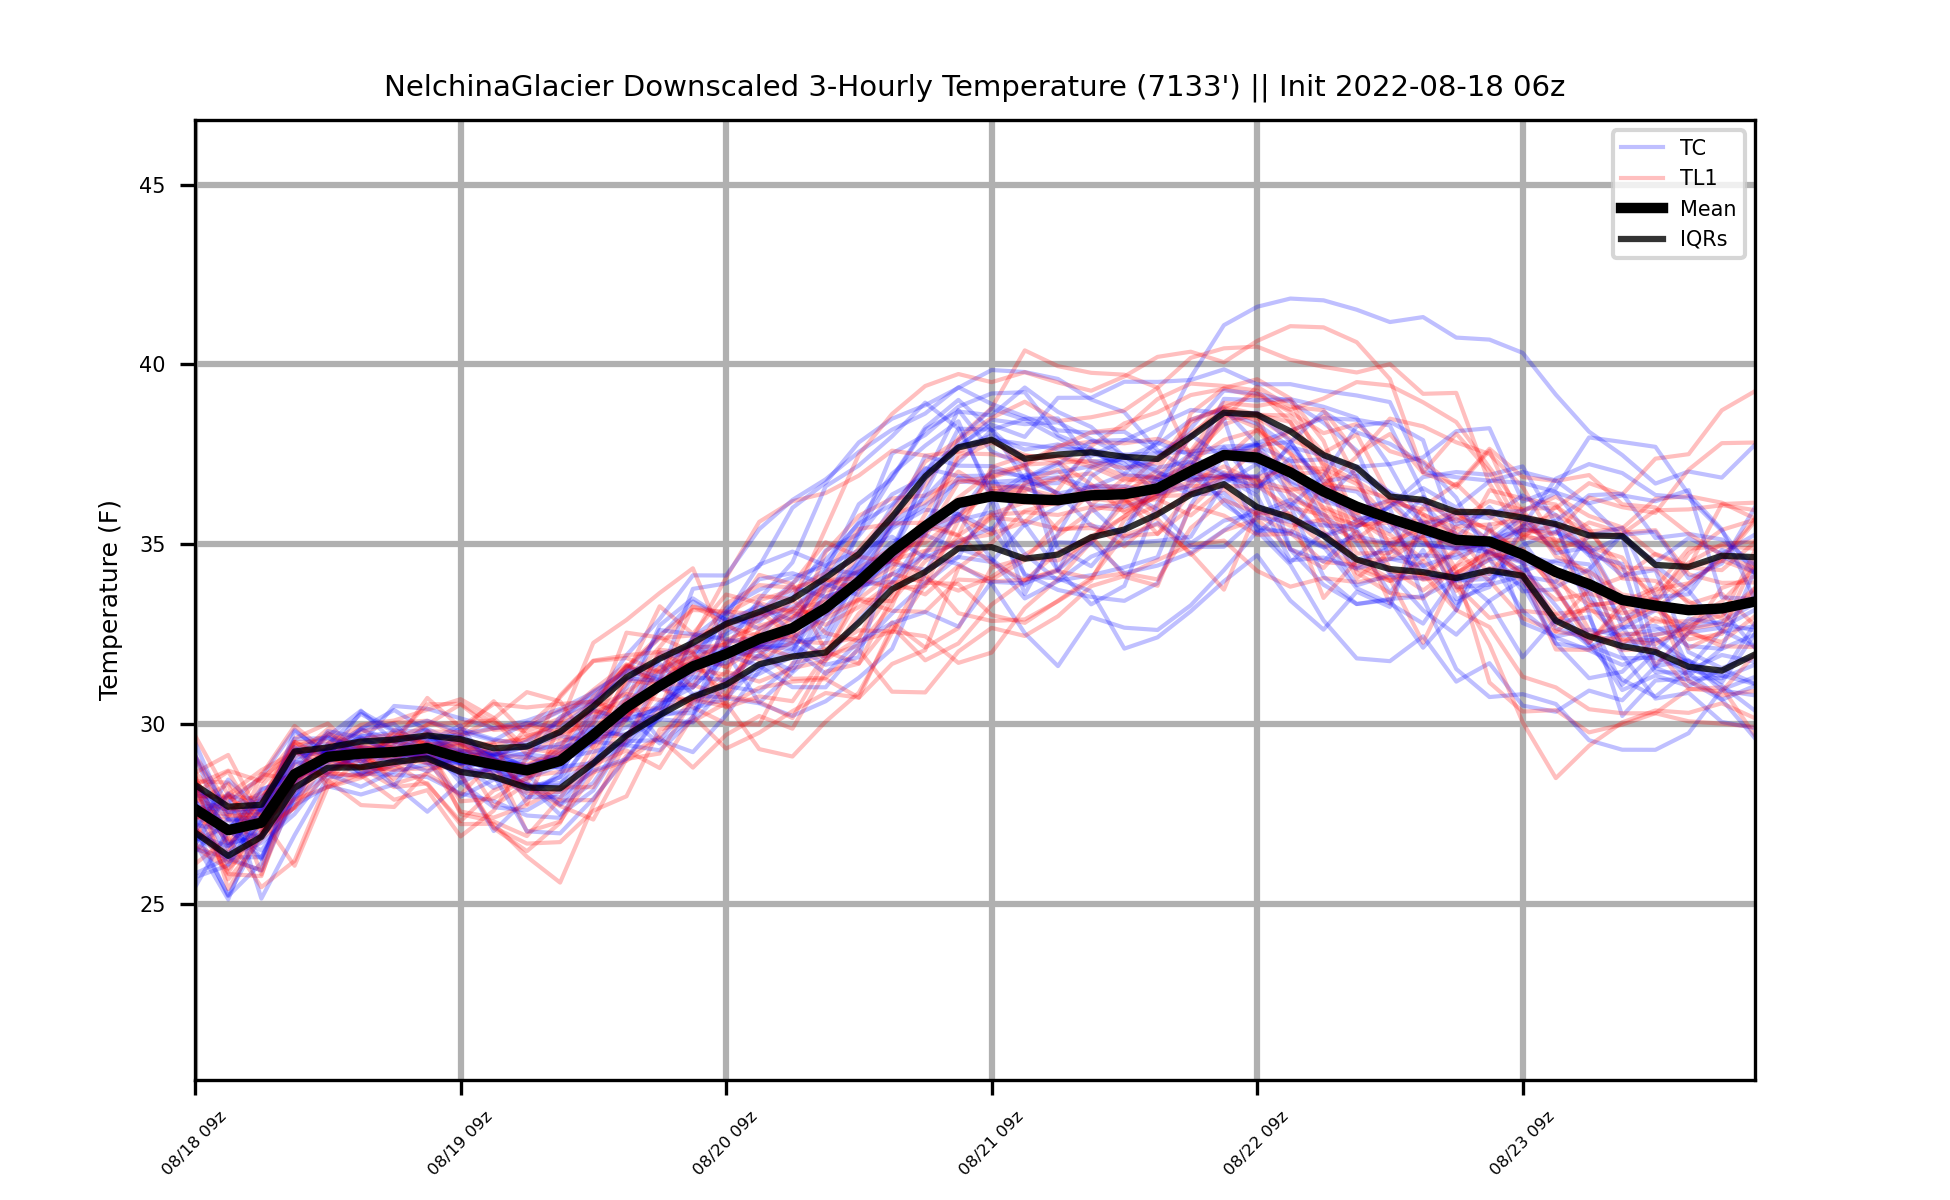 NelchinaGlacier Downscaled 3-Hourly Temperature (7133') || Init 2022-08-18 06z
TC
TL1
Mean
IQRs
Temperature (F)
45
40
35
30
25
08/18 09z
08/19 09z
08/20 09z
08/21 09z
08/22 09z
08/23 09z